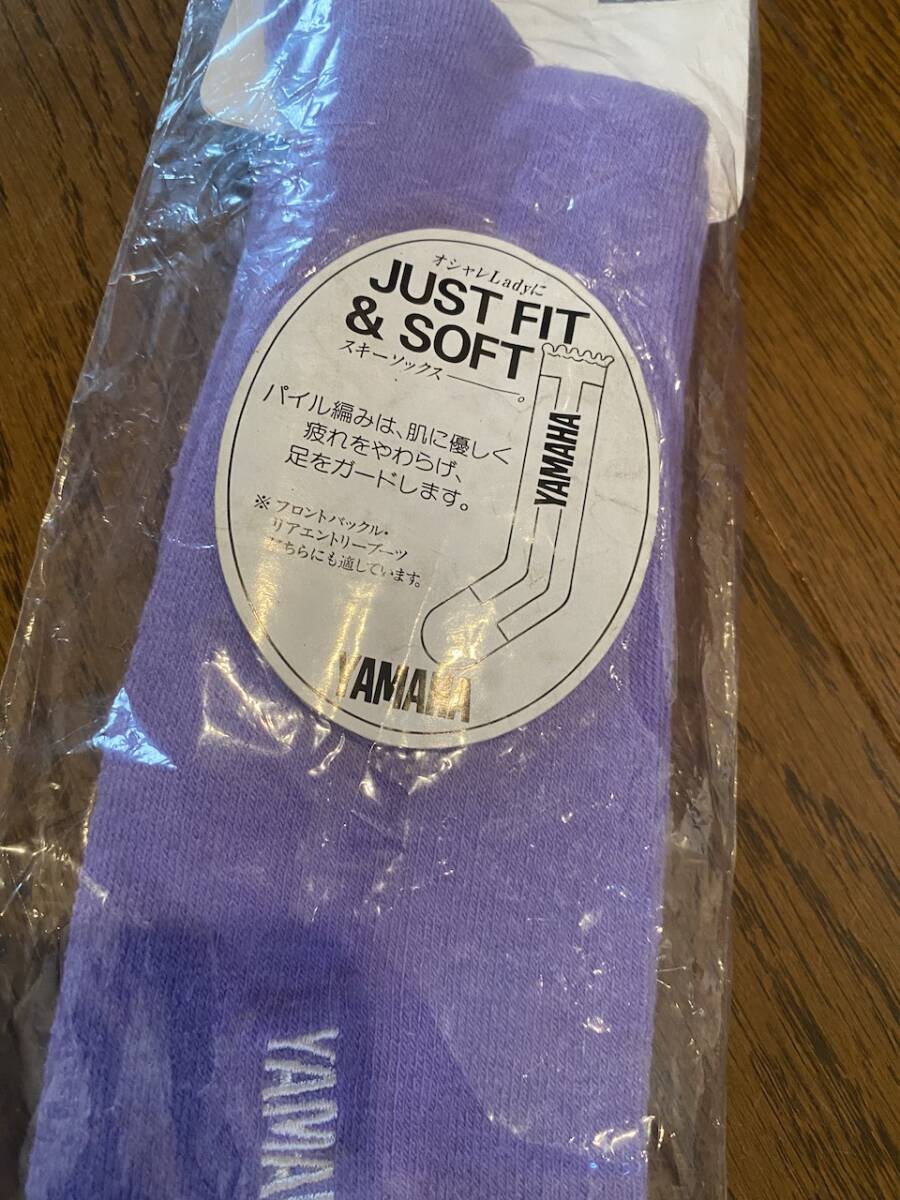 オシャレLadyに
JUST FIT
& SOFT
スキーソックス――。
パイル編みは、肌に優しく
疲れをやわらげ、
足をガードします。
※フロントバックル・
リアエントリーブーツ
どちらにも適しています。
YAMAHA
YAMAHA
YAMA